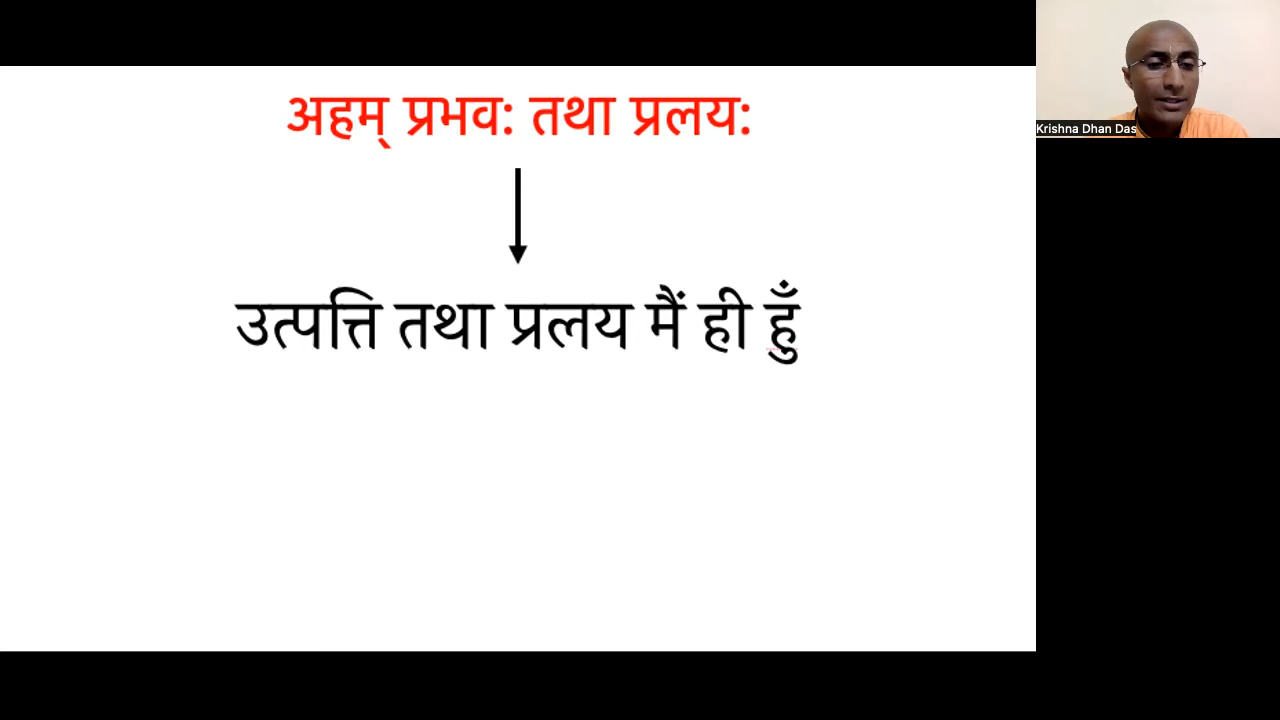 अहम् प्रभव: तथा प्रलय:
उत्पत्ति तथा प्रलय मैं ही हुँ
Krishna Dhan Das